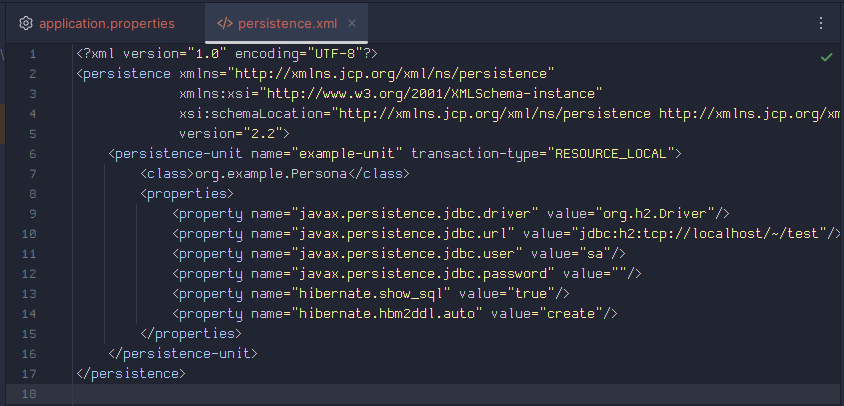 application.properties
persistence.xml
1 <?xml version="1.0" encoding="UTF-8"?>
2 <persistence xmlns="http://xmlns.jcp.org/xml/ns/persistence"
3 xmlns:xsi="http://www.w3.org/2001/XMLSchema-instance"
4 xsi:schemaLocation="http://xmlns.jcp.org/xml/ns/persistence http://xmlns.jcp.org/xm
5 version="2.2">
6 <persistence-unit name="example-unit" transaction-type="RESOURCE_LOCAL">
7 <class>org.example.Persona</class>
8 <properties>
9 <property name="javax.persistence.jdbc.driver" value="org.h2.Driver"/>
10 <property name="javax.persistence.jdbc.url" value="jdbc:h2:tcp://localhost/~/test"/>
11 <property name="javax.persistence.jdbc.user" value="sa"/>
12 <property name="javax.persistence.jdbc.password" value=""/>
13 <property name="hibernate.show_sql" value="true"/>
14 <property name="hibernate.hbm2ddl.auto" value="create"/>
15 </properties>
16 </persistence-unit>
17 </persistence>
18